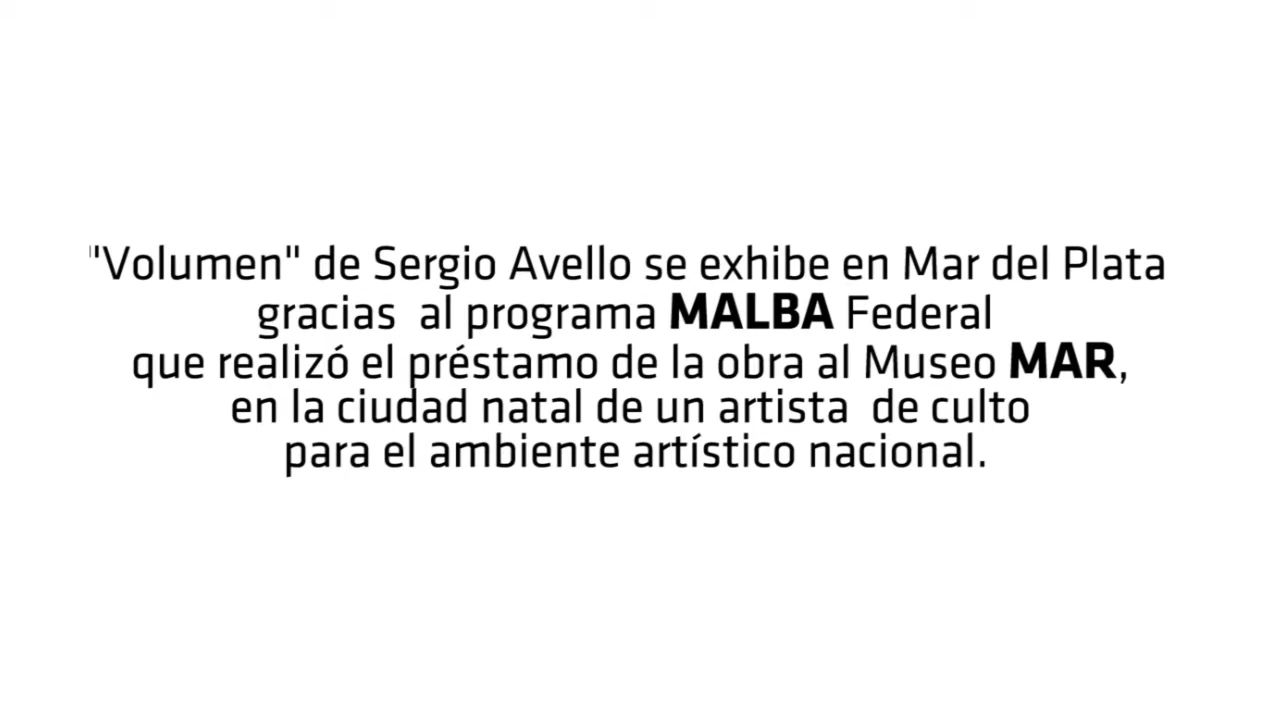 "Volumen" de Sergio Avello se exhibe en Mar del Plata
gracias  al programa MALBA Federal
que realizó el préstamo de la obra al Museo MAR,
en la ciudad natal de un artista  de culto
para el ambiente artístico nacional.